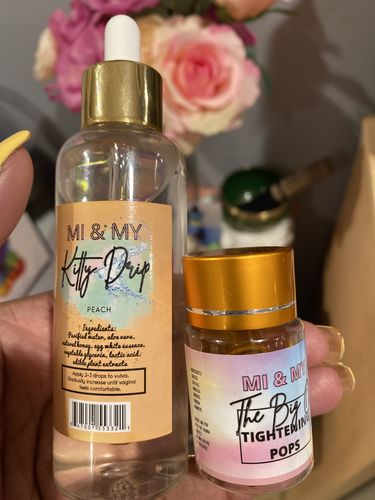 MI & MY
Kitty Drip
PEACH
Ingredients:
Purified water, aloe vera,
natural honey, egg white essence,
vegetable glycerin, lactic acid,
edible plant extracts
Apply 2-3 drops to vulva.
Gradually increase until vagina
feels comfortable.
MI & MY
The Big
TIGHTENING
POPS